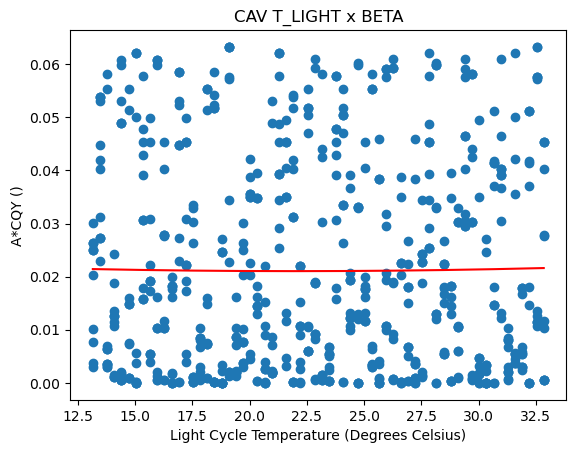 CAV T_LIGHT x BETA
0.06
0.05
0.04
0.03
0.02
0.01
0.00
A*CQY ()
12.5 15.0 17.5 20.0 22.5 25.0 27.5 30.0 32.5
Light Cycle Temperature (Degrees Celsius)